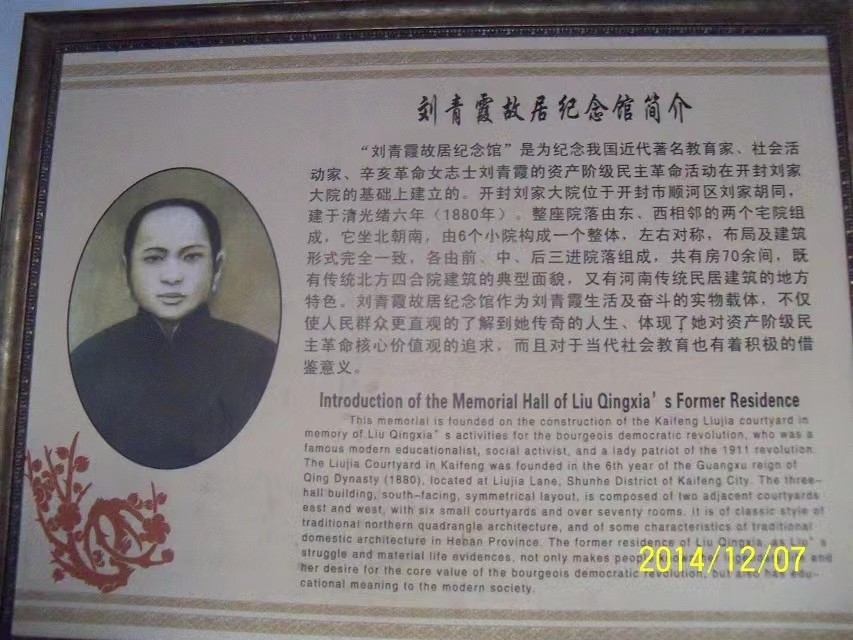 刘青霞故居纪念馆简介
“刘青霞故居纪念馆”是为纪念我国近代著名教育家、社会活
动家、辛亥革命女志士刘青霞的资产阶级民主革命活动在开封刘家
大院的基础上建立的。开封刘家大院位于开封市顺河区刘家胡同，
建于清光绪六年（1880年）。整座院落由东、西相邻的两个宅院组
成，它坐北朝南，由6个小院构成一个整体，左右对称，布局及建筑
形式完全一致，各由前、中、后三进院落组成，共有房70余间，既
有传统北方四合院建筑的典型面貌，又有河南传统民居建筑的地方
特色。刘青霞故居纪念馆作为刘青霞生活及奋斗的实物载体，不仅
使人民群众更直观的了解到她传奇的人生、体现了她对资产阶级民
主革命核心价值观的追求，而且对于当代社会教育也有着积极的借
鉴意义。
Introduction of the Memorial Hall of Liu Qingxia' s Former Residence
This memorial is founded on the construction of the Kaifeng Liujia courtyard in
memory of Liu Qingxia" s activities for the bourgeois democratic revolution, who was a
famous modern educationalist, social activist, and a lady patriot of the 1911 revolution.
The Liujia Courtyard in Kaifeng was founded in the 6th year of the Guangxu reign of
Qing Dynasty (1880), located at Liujia Lane, Shunhe District of Kaifeng City. The three-
hall building, south-facing, symmetrical layout, is composed of two adjacent courtyards
east and west, with six small courtyards and over seventy rooms. It is of classic style of
traditional northern quadrangle architecture, and of some characteristics of traditional
domestic architecture in Henan Province. The former residence of Liu Qingxia, as Liu' s
struggle and material life evidences, not only makes people and
her desire for the core value of the bourgeois democratic revolution, but also has edu-
cational meaning to the modern society.
2014/12/07